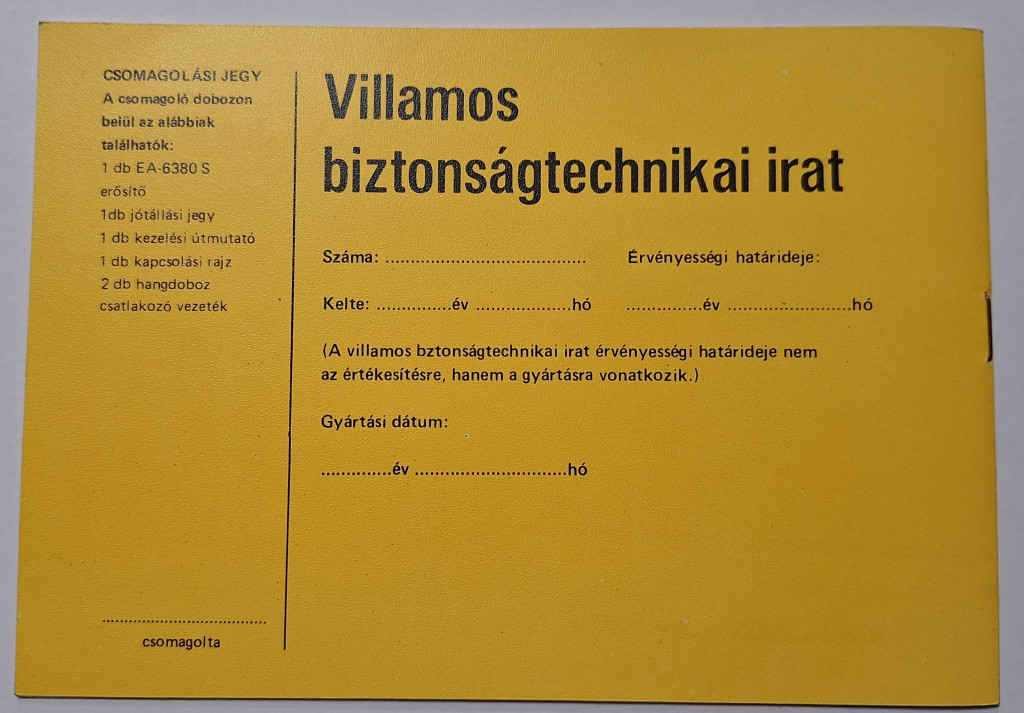 CSOMAGOLÁSI JEGY
A csomagoló dobozon
belül az alábbiak
találhatók:
1 db EA-6380 S
erősítő
1db jótállási jegy
1 db kezelési útmutató
1 db kapcsolási rajz
2 db hangdoboz
csatlakozó vezeték
csomagolta
Villamos
biztonságtechnikai irat
Száma: ........................................ Érvényességi határideje:
Kelte: ...............év ...................hó ...............év .........................hó
(A villamos bztonságtechnikai irat érvényességi határideje nem
az értékesítésre, hanem a gyártásra vonatkozik.)
Gyártási dátum:
..............év ..............................hó